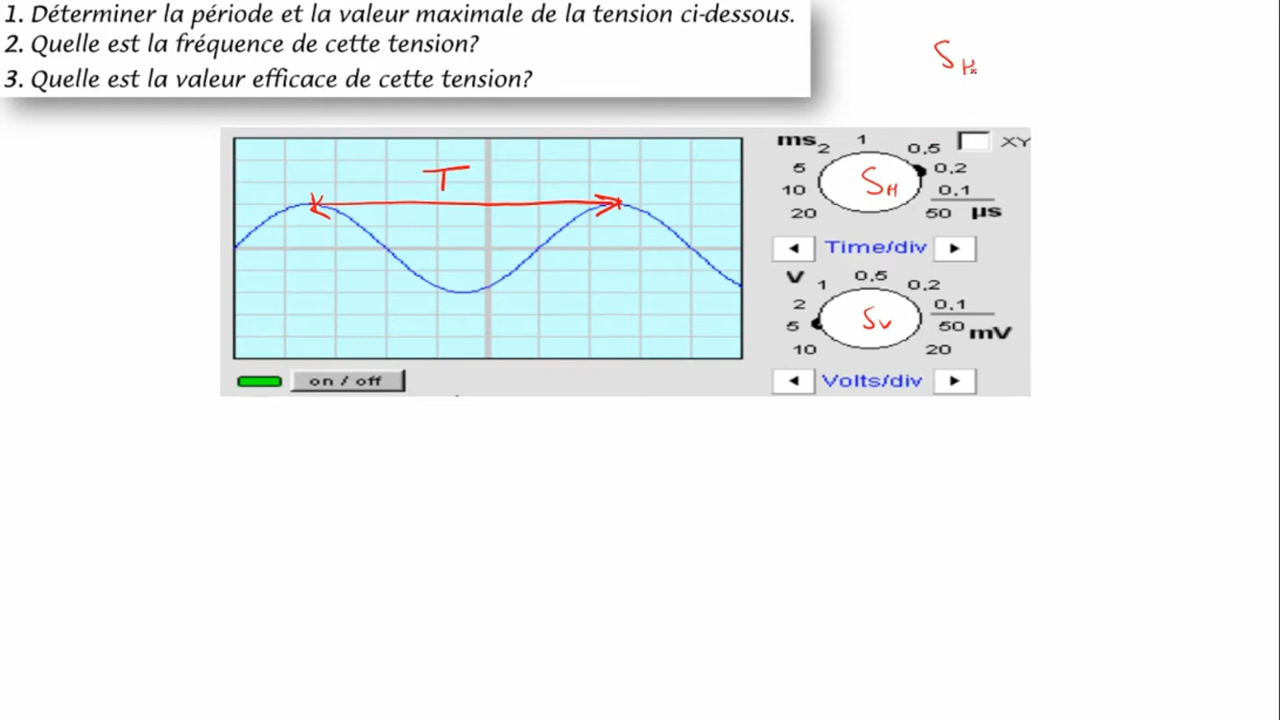 1. Déterminer la période et la valeur maximale de la tension ci-dessous.
2. Quelle est la fréquence de cette tension?
3. Quelle est la valeur efficace de cette tension?
S_H
T
ms 2 1 0,5 XY
5 0.2
10 S_H 0.1
20 50 µs
Time/div
V 1 0.5 0.2
2 0.1
5 S_V 50 mV
10 20
on / off Volts/div